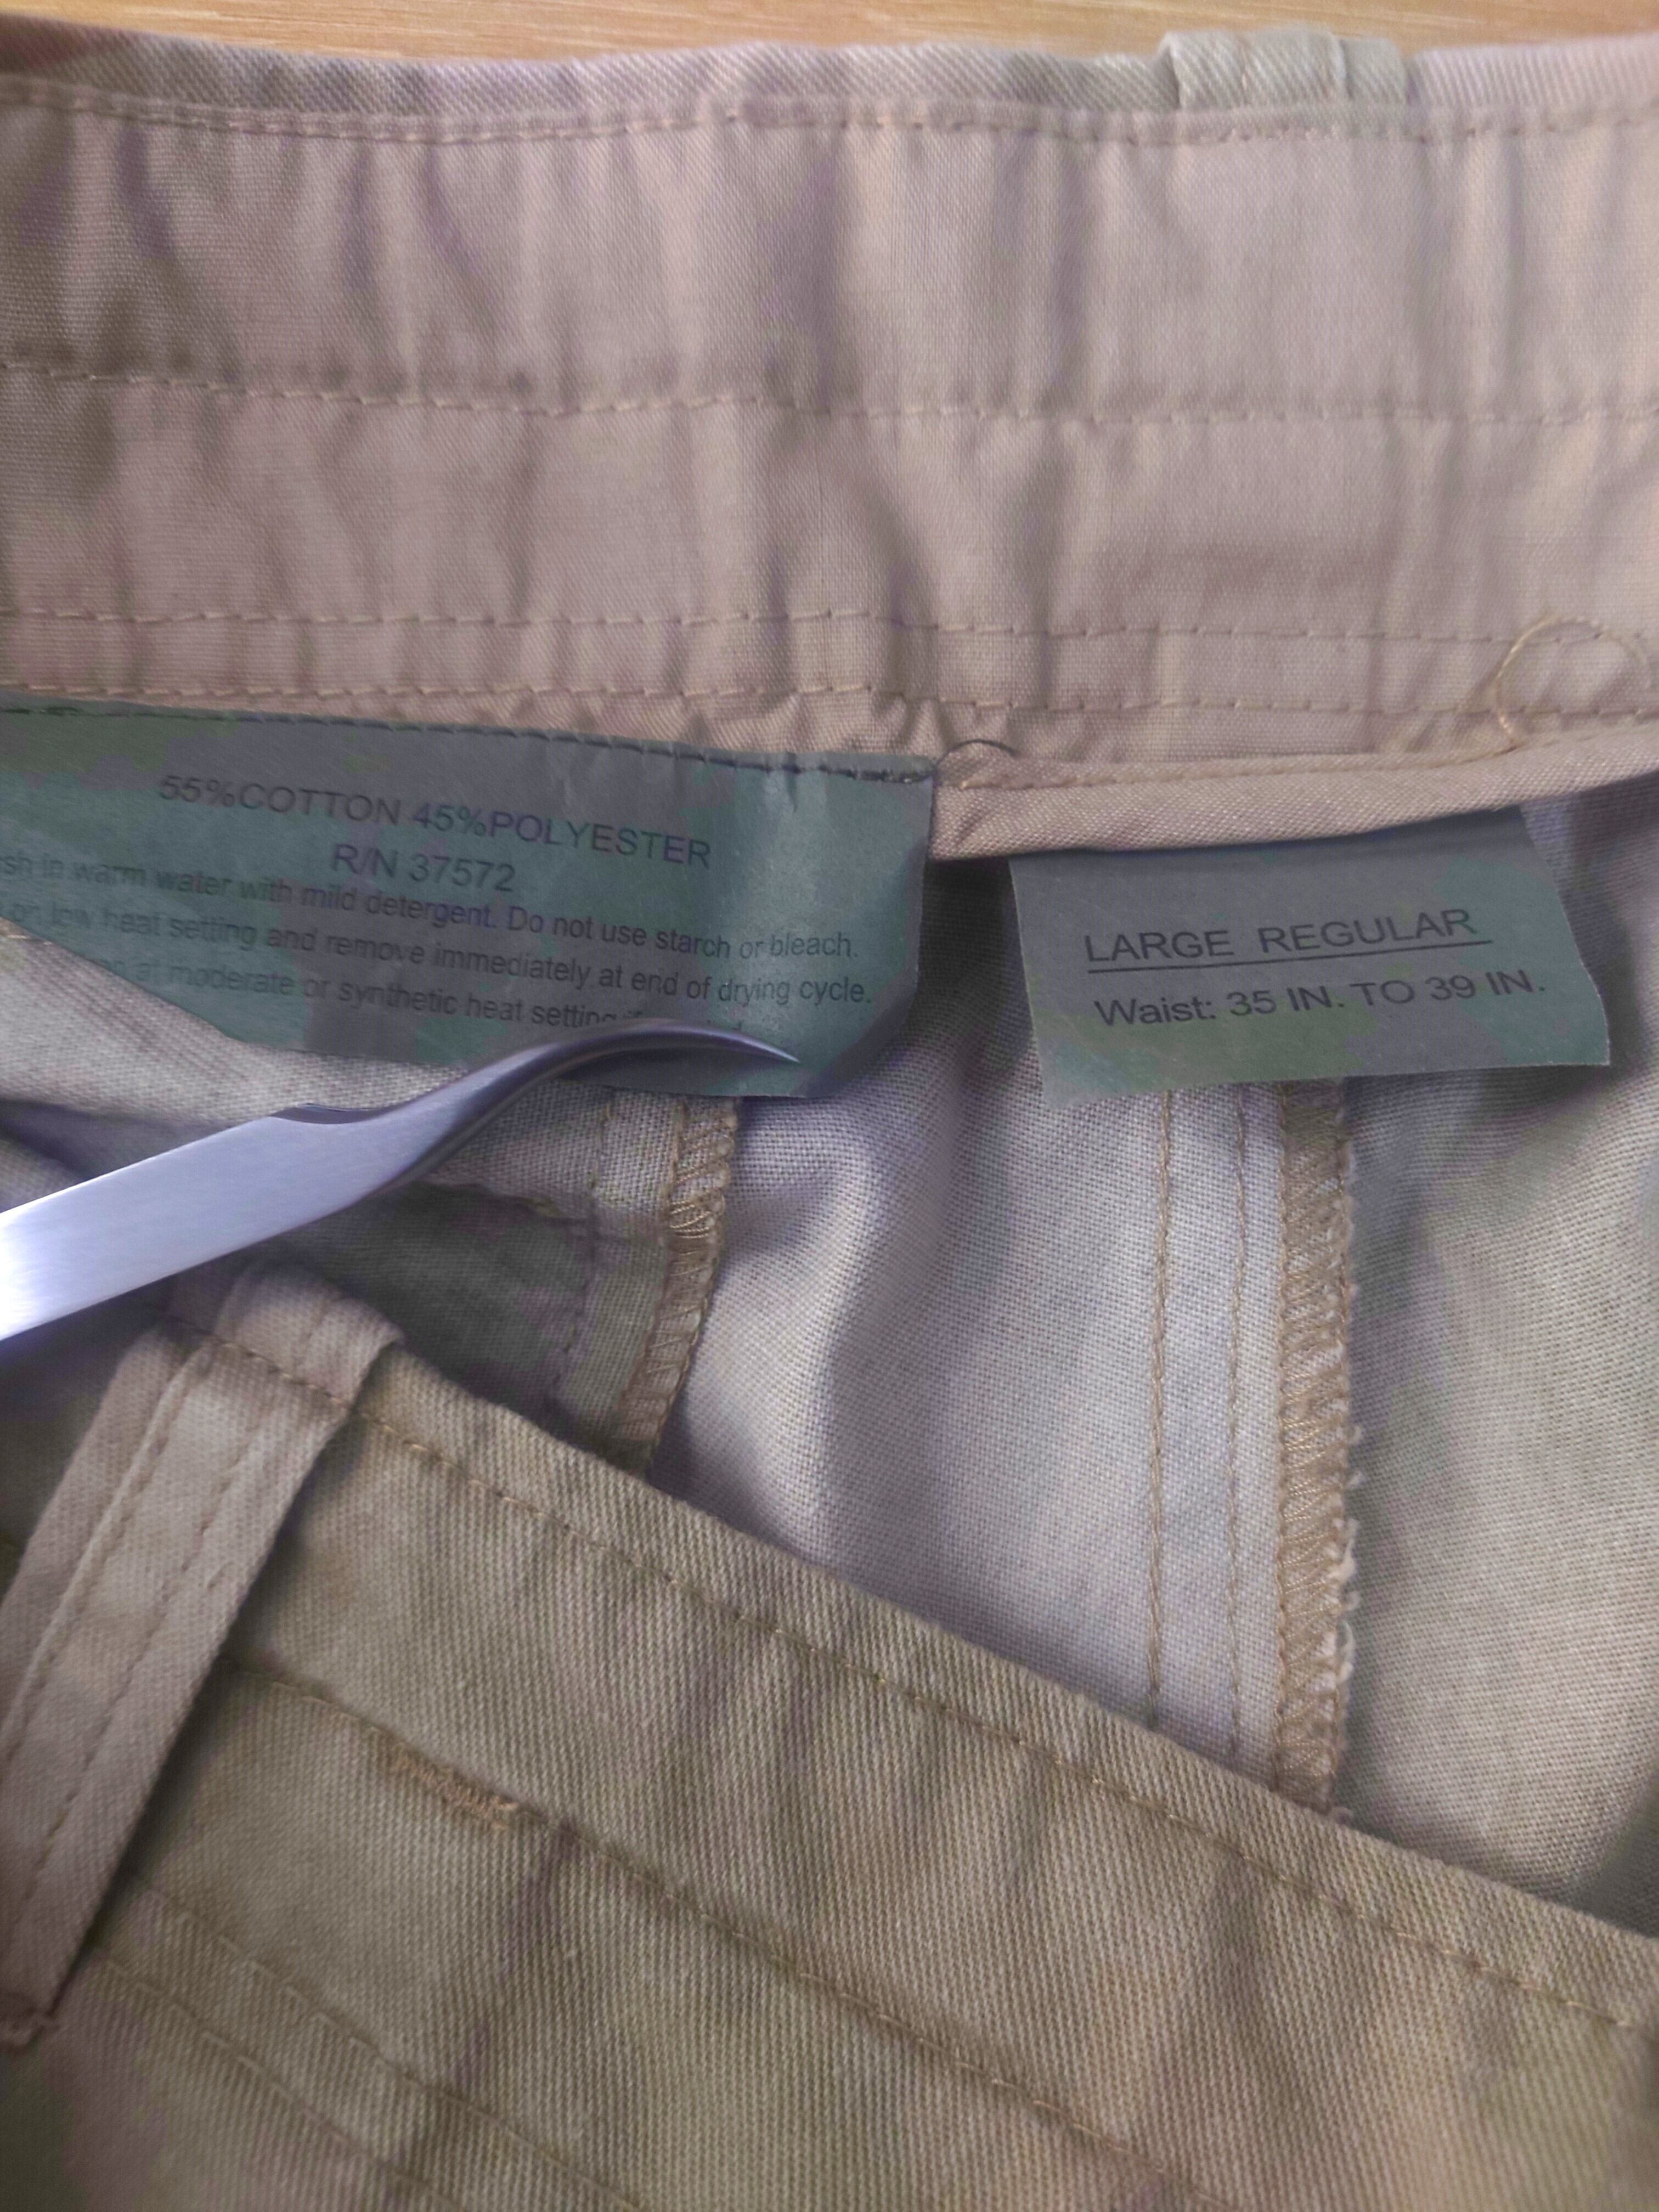 55%COTTON 45%POLYESTER
R/N 37572
in warm water with mild detergent. Do not use starch or bleach.
on low heat setting and remove immediately at end of drying cycle.
at moderate or synthetic heat setting
LARGE REGULAR
Waist: 35 IN. TO 39 IN.